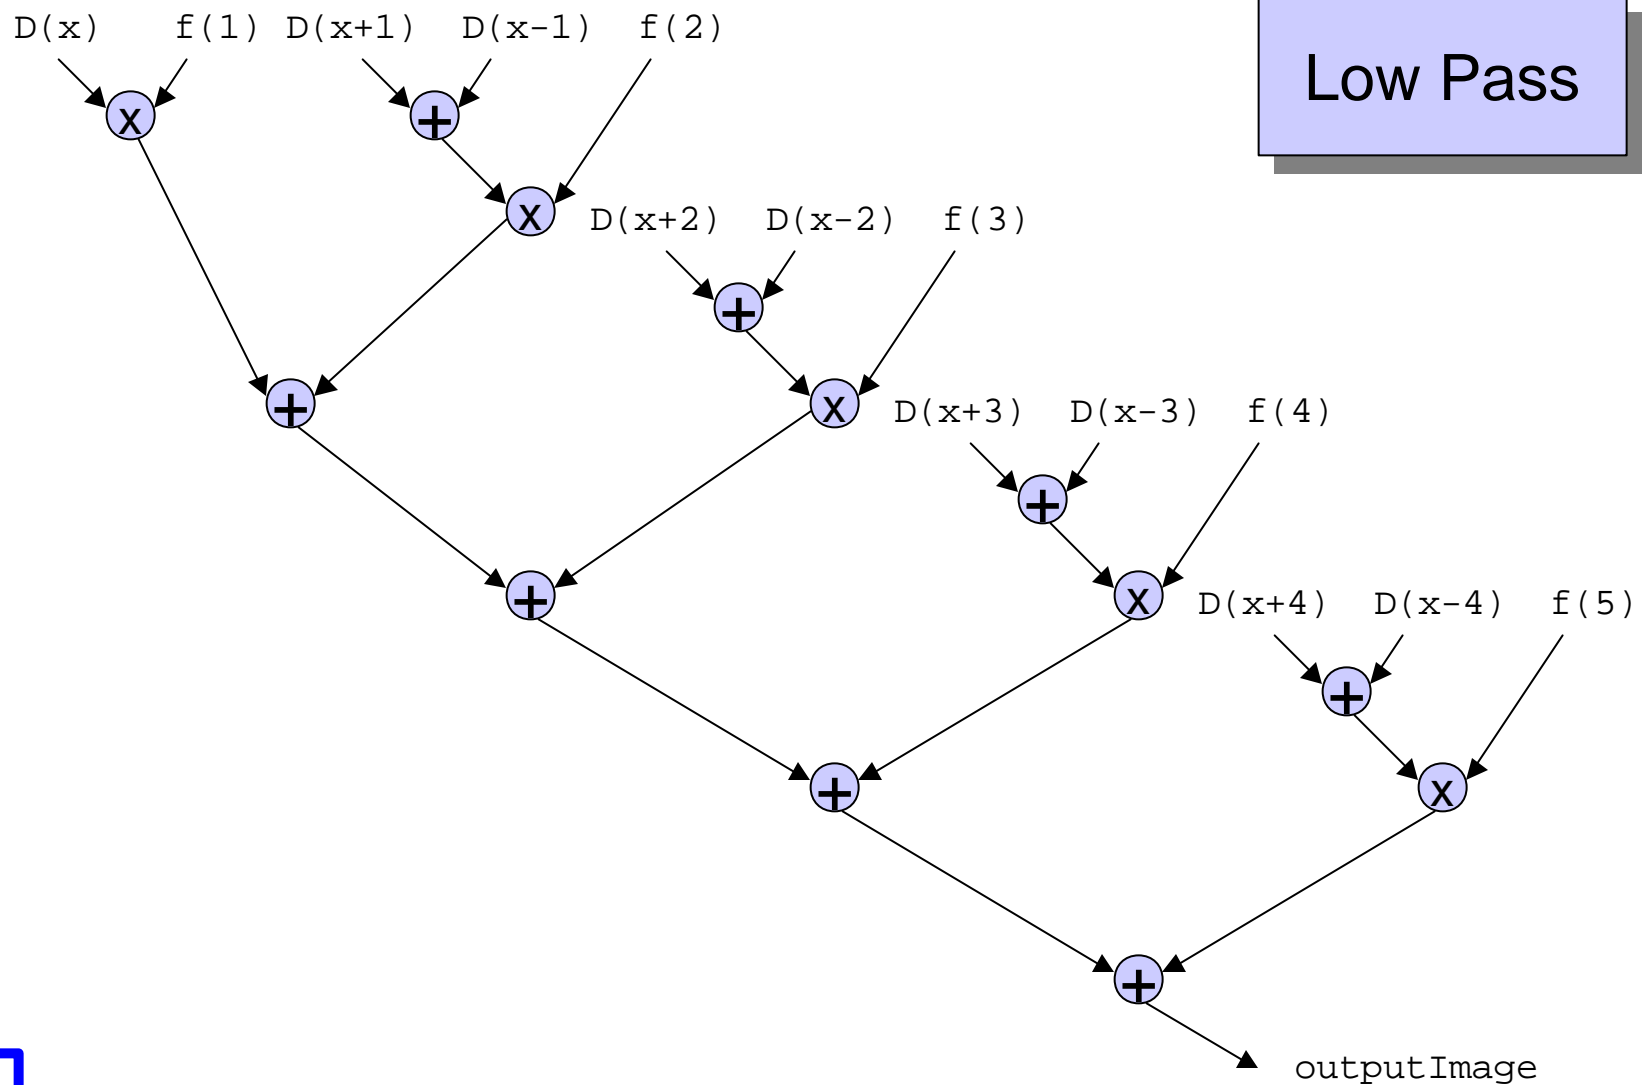 D(x) f(1) D(x+1) D(x-1) f(2)
Low Pass
x +
x
D(x+2) D(x-2) f(3)
+
+ x
D(x+3) D(x-3) f(4)
+
+ x
D(x+4) D(x-4) f(5)
+
+ x
+
outputImage